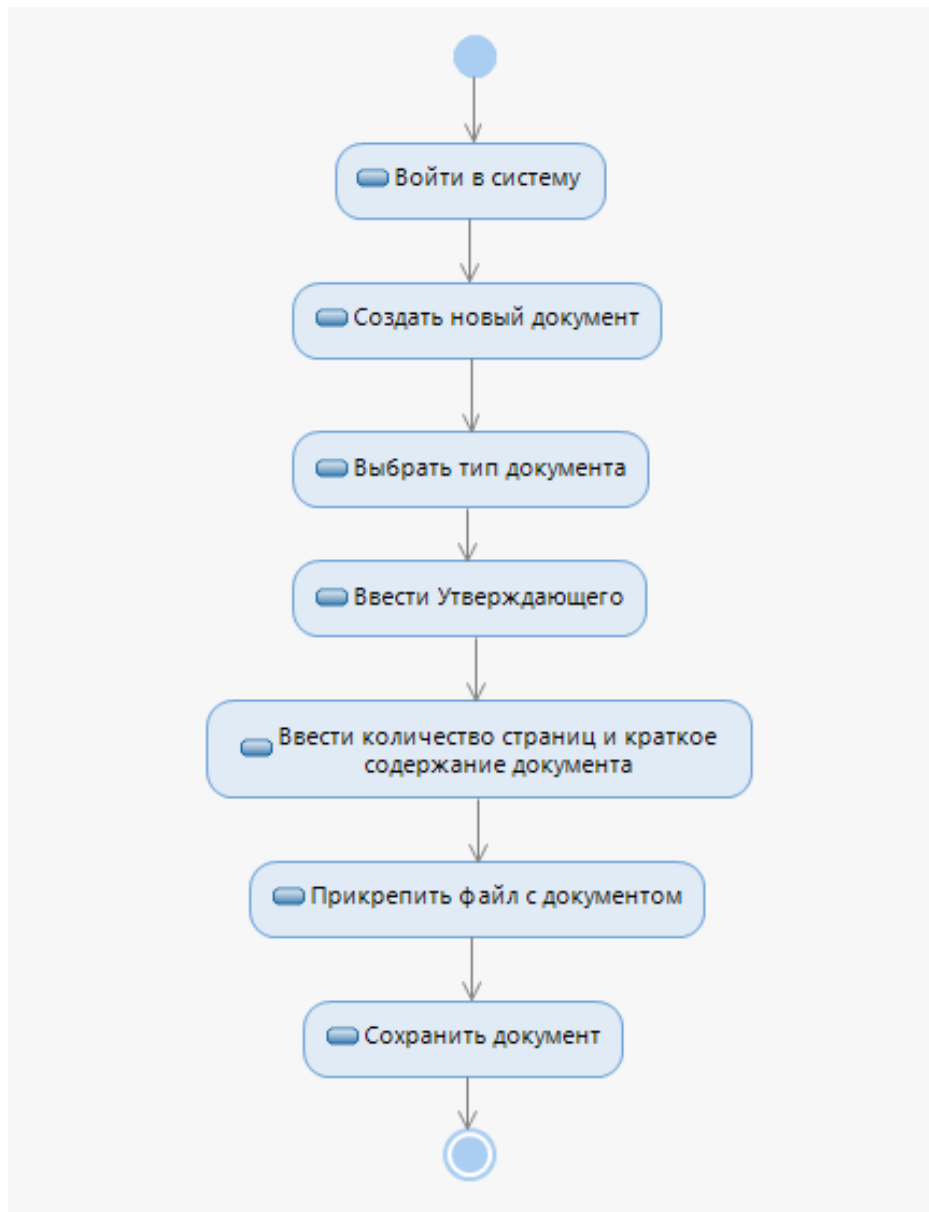 Войти в систему
Создать новый документ
Выбрать тип документа
Ввести Утверждающего
Ввести количество страниц и краткое
содержание документа
Прикрепить файл с документом
Сохранить документ